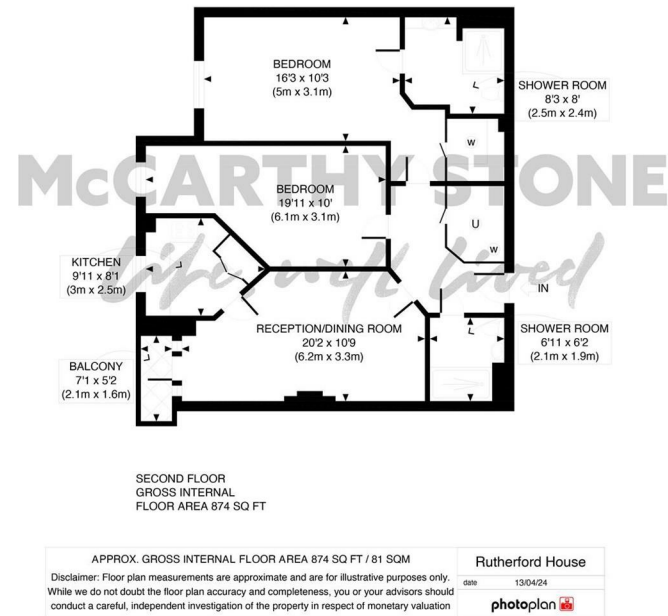 BEDROOM
16'3 x 10'3
(5m x 3.1m)
SHOWER ROOM
8'3 x 8'
(2.5m x 2.4m)
W
McCARTHY STONE
BEDROOM
19'11 x 10'
(6.1m x 3.1m)
U
W
Life, well lived
KITCHEN
9'11 x 8'1
(3m x 2.5m)
IN
RECEPTION/DINING ROOM
20'2 x 10'9
(6.2m x 3.3m)
SHOWER ROOM
6'11 x 6'2
(2.1m x 1.9m)
BALCONY
7'1 x 5'2
(2.1m x 1.6m)
SECOND FLOOR
GROSS INTERNAL
FLOOR AREA 874 SQ FT
APPROX. GROSS INTERNAL FLOOR AREA 874 SQ FT / 81 SQM
Disclaimer: Floor plan measurements are approximate and are for illustrative purposes only.
While we do not doubt the floor plan accuracy and completeness, you or your advisors should
conduct a careful, independent investigation of the property in respect of monetary valuation
Rutherford House
date 13/04/24
photoplan